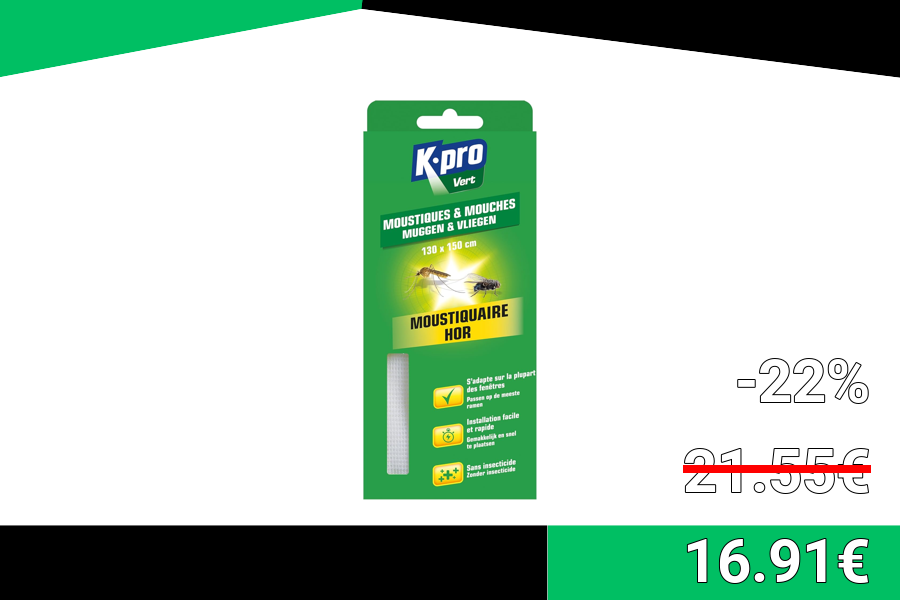 K·pro
Vert
MOUSTIQUES & MOUCHES
MUGGEN & VLIEGEN
130 x 150 cm
MOUSTIQUAIRE
HOR
S'adapte sur la plupart
des fenêtres
Passen op de meeste
ramen
Installation facile
et rapide
Gemakkelijk en snel
te plaatsen
Sans insecticide
Zonder insecticide
-22%
21.55€
16.91€